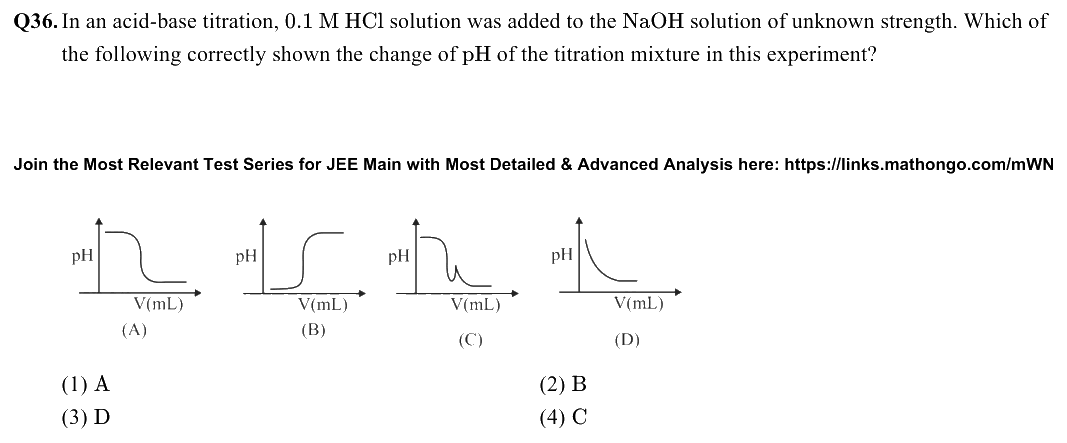 Q36. In an acid-base titration, 0.1 M HCl solution was added to the NaOH solution of unknown strength. Which of
the following correctly shown the change of pH of the titration mixture in this experiment?
Join the Most Relevant Test Series for JEE Main with Most Detailed & Advanced Analysis here: https://links.mathongo.com/mWN
pH pH pH pH
V(mL) V(mL) V(mL) V(mL)
(A) (B) (C) (D)
(1) A (2) B
(3) D (4) C